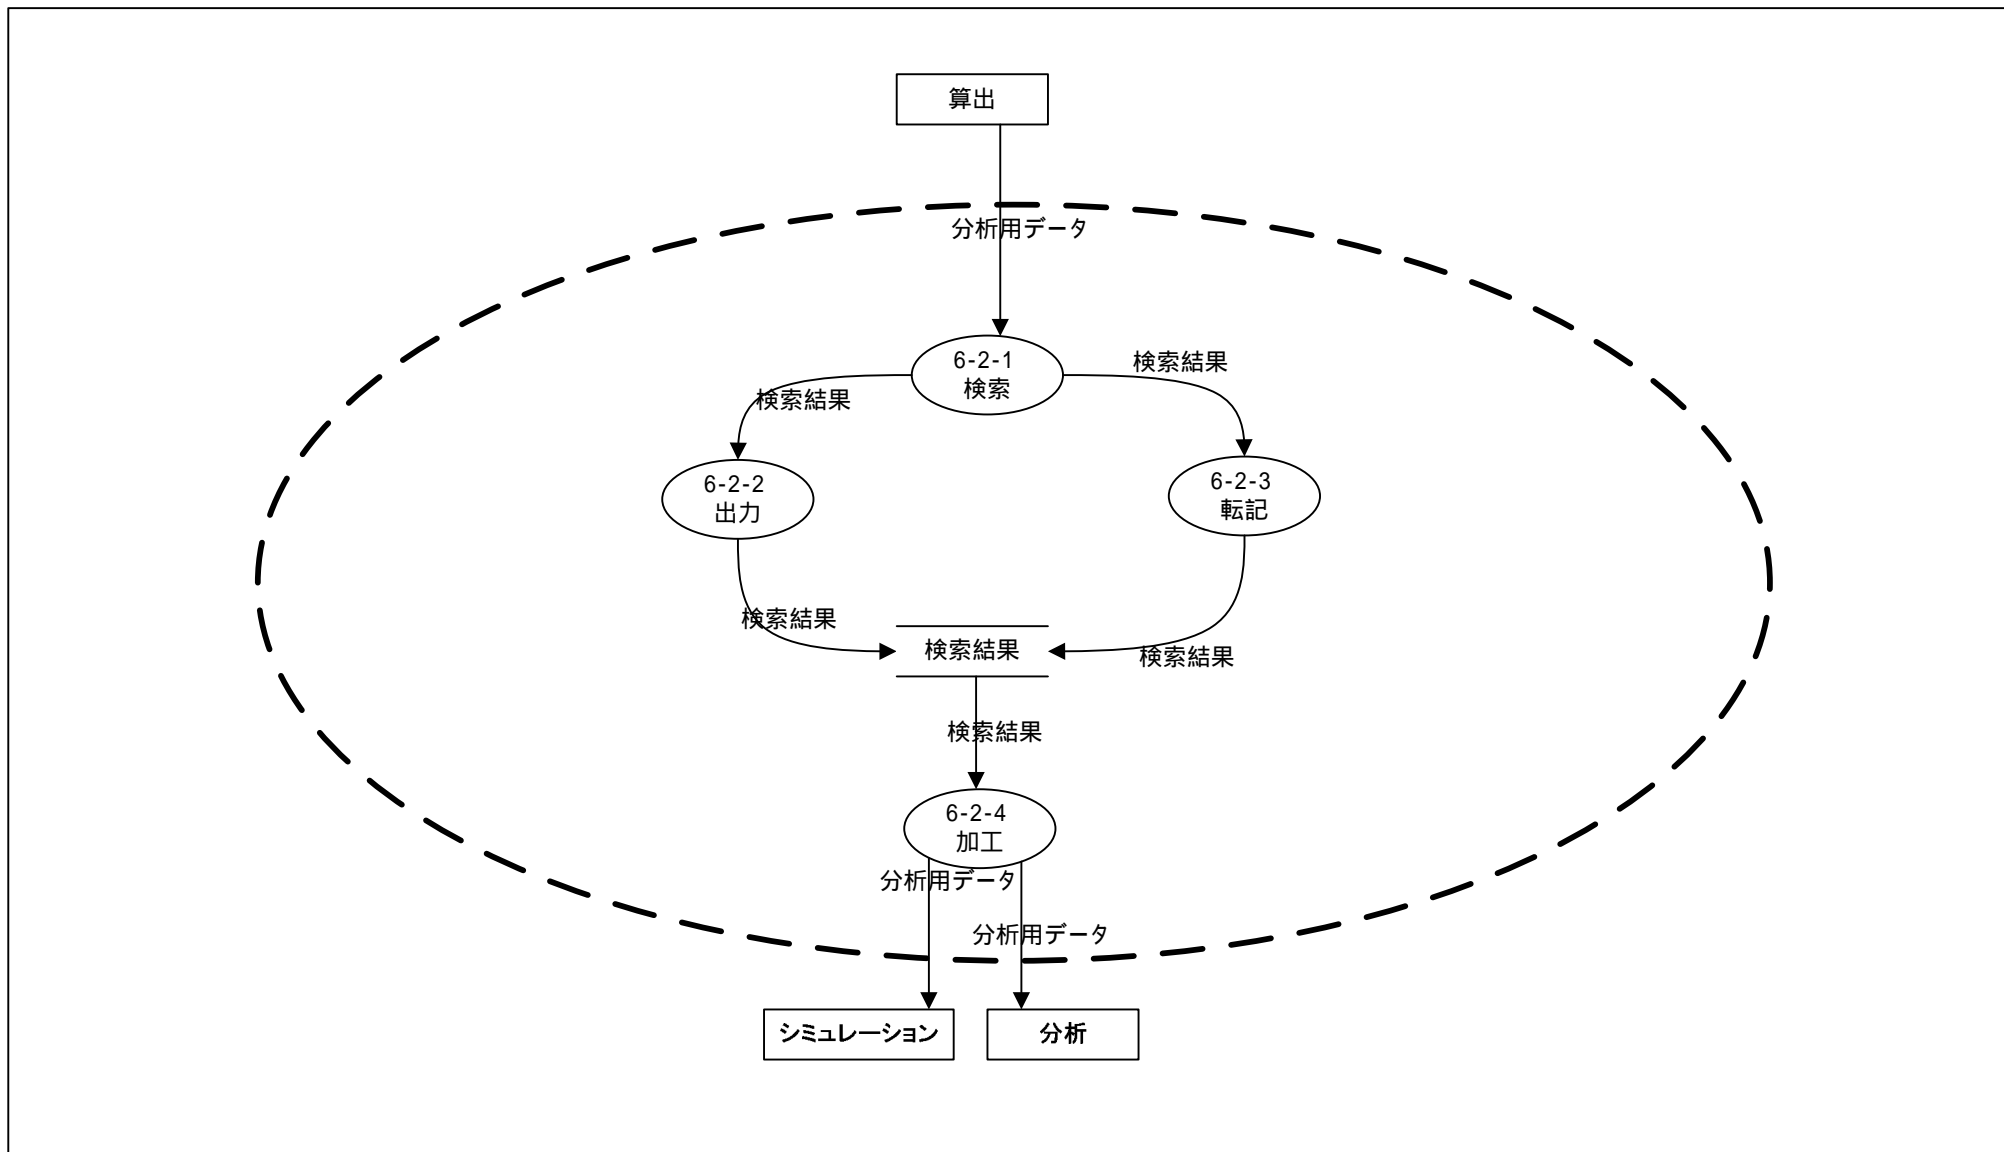 算出
分析用データ
6-2-1
検索
検索結果
検索結果
6-2-2
出力
6-2-3
転記
検索結果
検索結果
検索結果
検索結果
6-2-4
加工
分析用データ
分析用データ
シミュレーション
分析